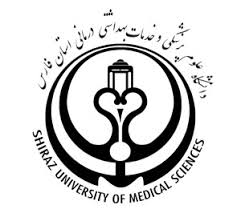 دانشگاه علوم پزشکی و خدمات بهداشتی درمانی استان فارس
SHIRAZ UNIVERSITY OF MEDICAL SCIENCES